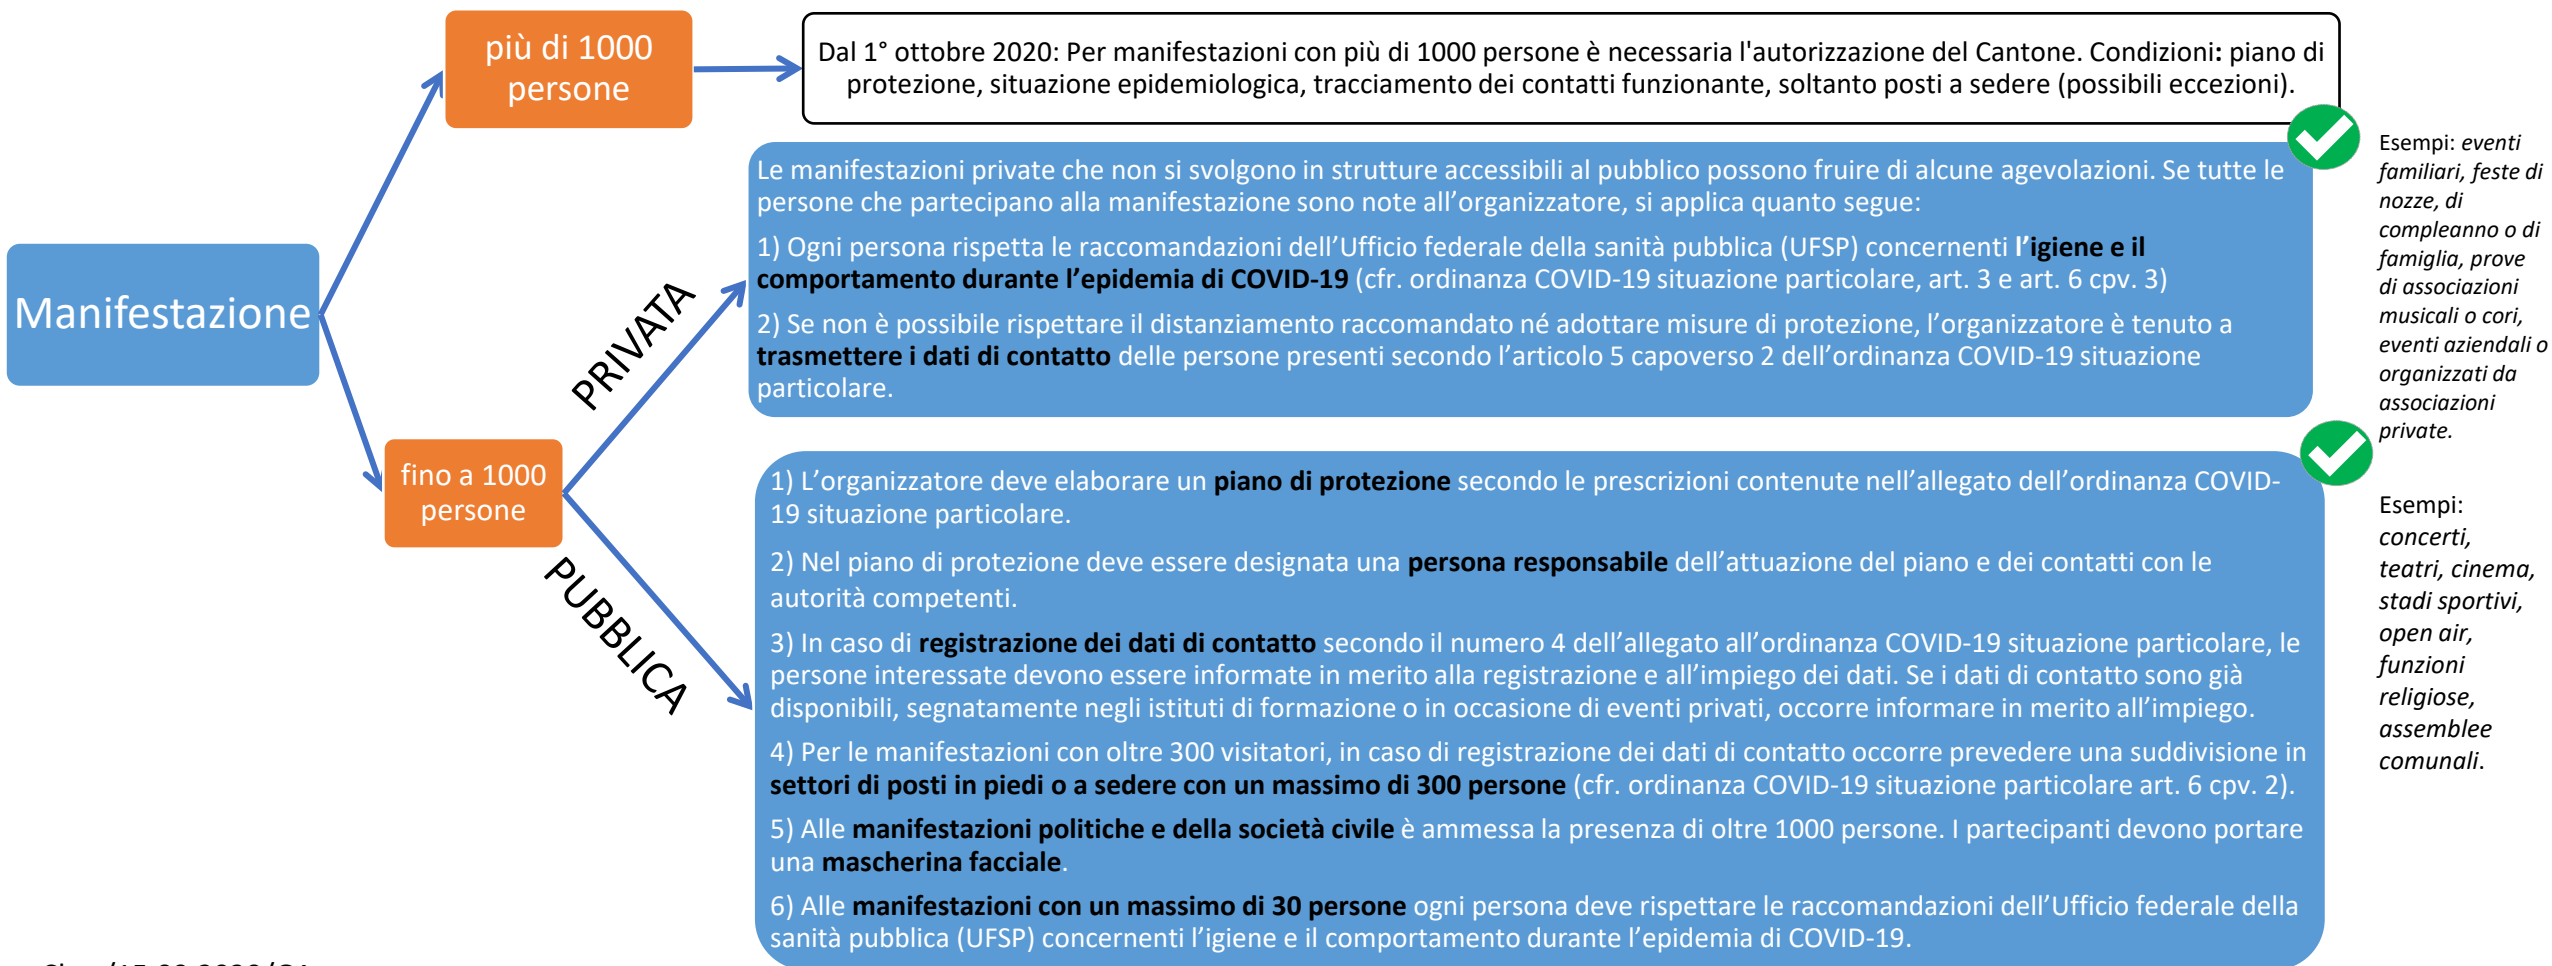 più di 1000
persone
Dal 1° ottobre 2020: Per manifestazioni con più di 1000 persone è necessaria l'autorizzazione del Cantone. Condizioni: piano di
protezione, situazione epidemiologica, tracciamento dei contatti funzionante, soltanto posti a sedere (possibili eccezioni).
Manifestazione
PRIVATA
Le manifestazioni private che non si svolgono in strutture accessibili al pubblico possono fruire di alcune agevolazioni. Se tutte le
persone che partecipano alla manifestazione sono note all’organizzatore, si applica quanto segue:
1) Ogni persona rispetta le raccomandazioni dell’Ufficio federale della sanità pubblica (UFSP) concernenti l’igiene e il
comportamento durante l’epidemia di COVID-19 (cfr. ordinanza COVID-19 situazione particolare, art. 3 e art. 6 cpv. 3)
2) Se non è possibile rispettare il distanziamento raccomandato né adottare misure di protezione, l’organizzatore è tenuto a
trasmettere i dati di contatto delle persone presenti secondo l’articolo 5 capoverso 2 dell’ordinanza COVID-19 situazione
particolare.
Esempi: eventi
familiari, feste di
nozze, di
compleanno o di
famiglia, prove
di associazioni
musicali o cori,
eventi aziendali o
organizzati da
associazioni
private.
fino a 1000
persone
PUBBLICA
1) L’organizzatore deve elaborare un piano di protezione secondo le prescrizioni contenute nell’allegato dell’ordinanza COVID-
19 situazione particolare.
2) Nel piano di protezione deve essere designata una persona responsabile dell’attuazione del piano e dei contatti con le
autorità competenti.
3) In caso di registrazione dei dati di contatto secondo il numero 4 dell’allegato all’ordinanza COVID-19 situazione particolare, le
persone interessate devono essere informate in merito alla registrazione e all’impiego dei dati. Se i dati di contatto sono già
disponibili, segnatamente negli istituti di formazione o in occasione di eventi privati, occorre informare in merito all’impiego.
4) Per le manifestazioni con oltre 300 visitatori, in caso di registrazione dei dati di contatto occorre prevedere una suddivisione in
settori di posti in piedi o a sedere con un massimo di 300 persone (cfr. ordinanza COVID-19 situazione particolare art. 6 cpv. 2).
5) Alle manifestazioni politiche e della società civile è ammessa la presenza di oltre 1000 persone. I partecipanti devono portare
una mascherina facciale.
6) Alle manifestazioni con un massimo di 30 persone ogni persona deve rispettare le raccomandazioni dell’Ufficio federale della
sanità pubblica (UFSP) concernenti l’igiene e il comportamento durante l’epidemia di COVID-19.
Esempi:
concerti,
teatri, cinema,
stadi sportivi,
open air,
funzioni
religiose,
assemblee
comunali.